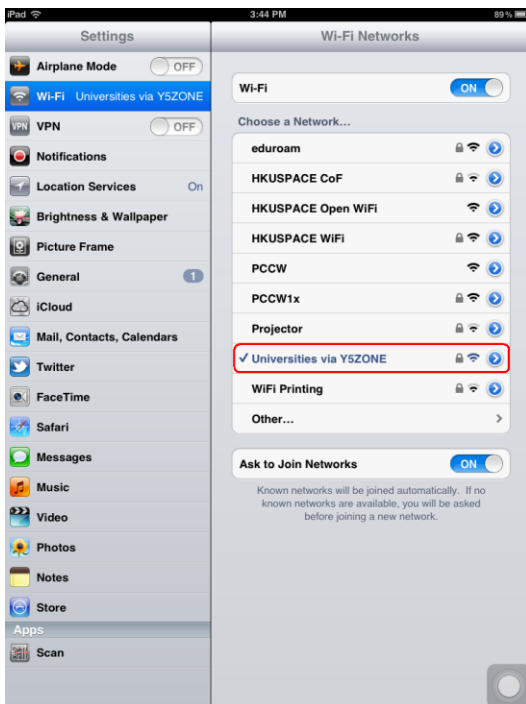 iPad 3:44 PM 89%
Settings
Airplane Mode OFF
Wi-Fi Universities via Y5ZONE
VPN VPN OFF
Notifications
Location Services On
Brightness & Wallpaper
Picture Frame
General 1
iCloud
Mail, Contacts, Calendars
Twitter
FaceTime
Safari
Messages
Music
Video
Photos
Notes
Store
Apps
Scan
Wi-Fi Networks
Wi-Fi ON
Choose a Network...
eduroam
HKUSPACE CoF
HKUSPACE Open WiFi
HKUSPACE WiFi
PCCW
PCCW1x
Projector
Universities via Y5ZONE
WiFi Printing
Other...
Ask to Join Networks ON
Known networks will be joined automatically. If no
known networks are available, you will be asked
before joining a new network.